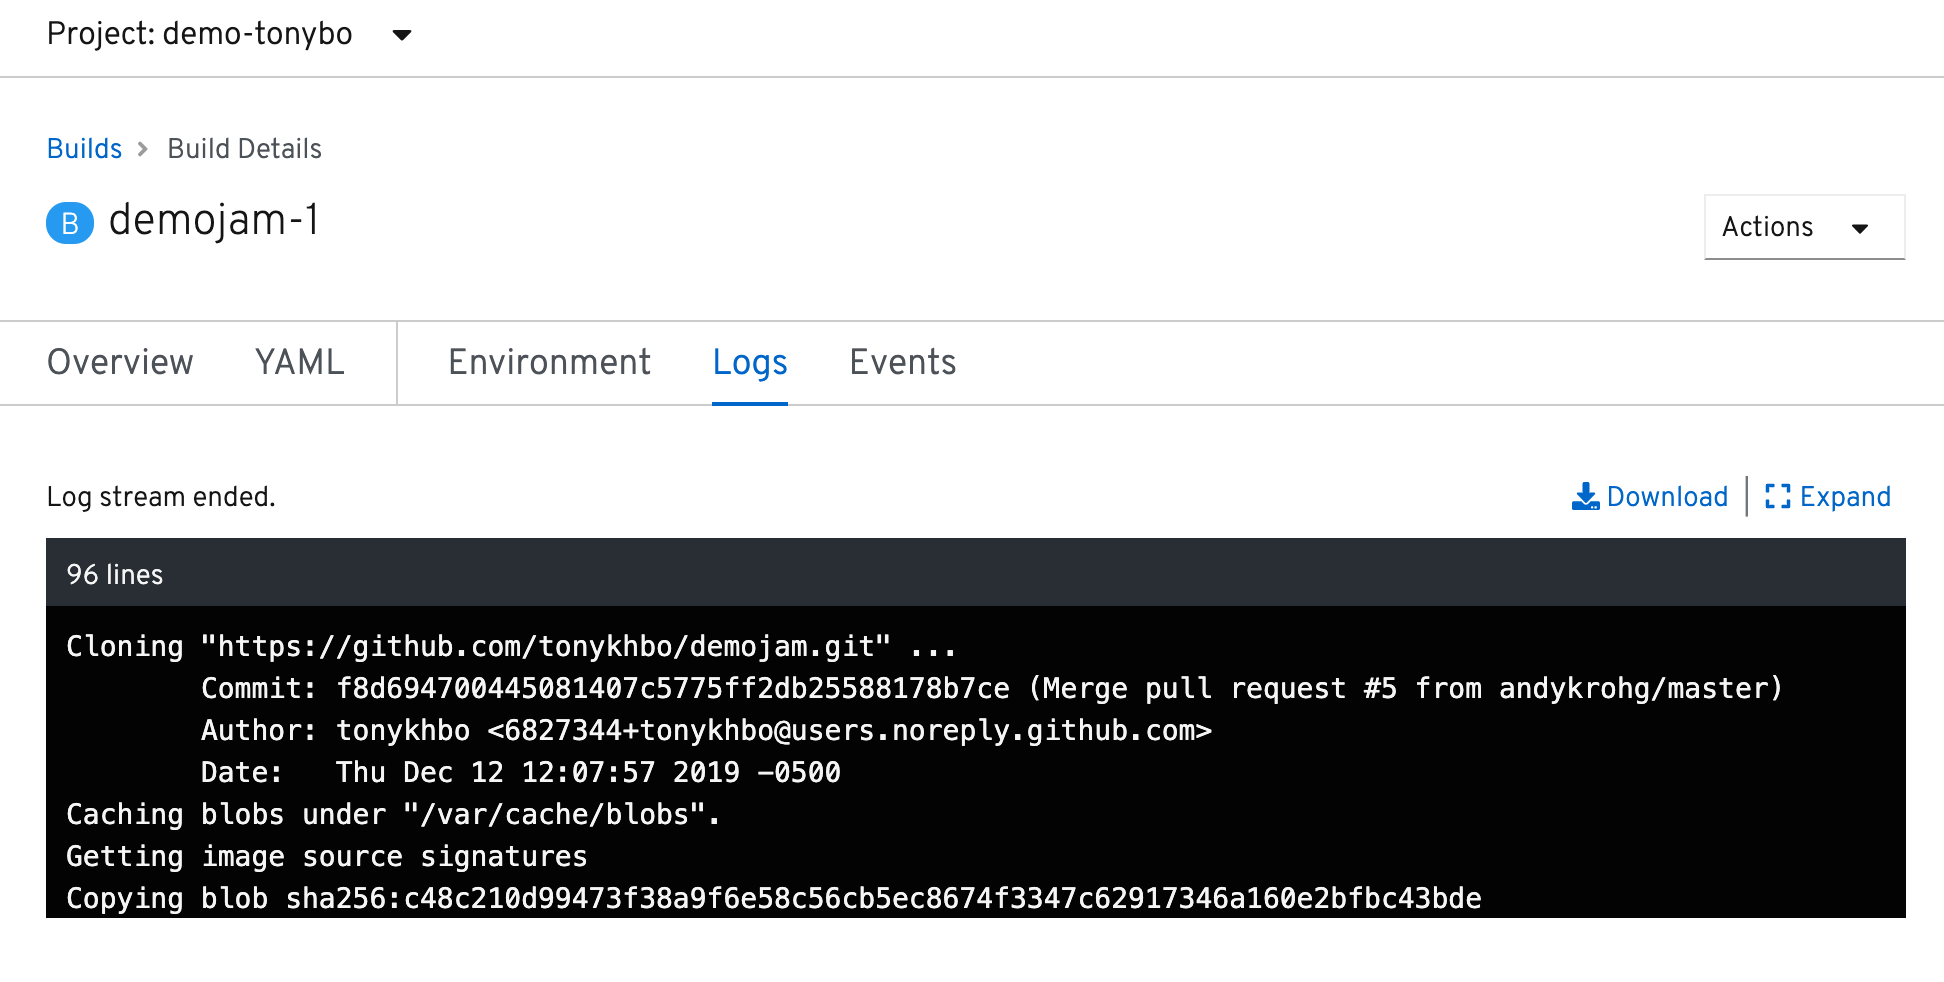 Project: demo-tonybo
Builds > Build Details
B demojam-1
Actions
Overview YAML Environment Logs Events
Log stream ended.
Download Expand
96 lines
Cloning "https://github.com/tonykhbo/demojam.git" ...
Commit: f8d694700445081407c5775ff2db25588178b7ce (Merge pull request #5 from andykrohg/master)
Author: tonykhbo <6827344+tonykhbo@users.noreply.github.com>
Date: Thu Dec 12 12:07:57 2019 -0500
Caching blobs under "/var/cache/blobs".
Getting image source signatures
Copying blob sha256:c48c210d99473f38a9f6e58c56cb5ec8674f3347c62917346a160e2bfbc43bde